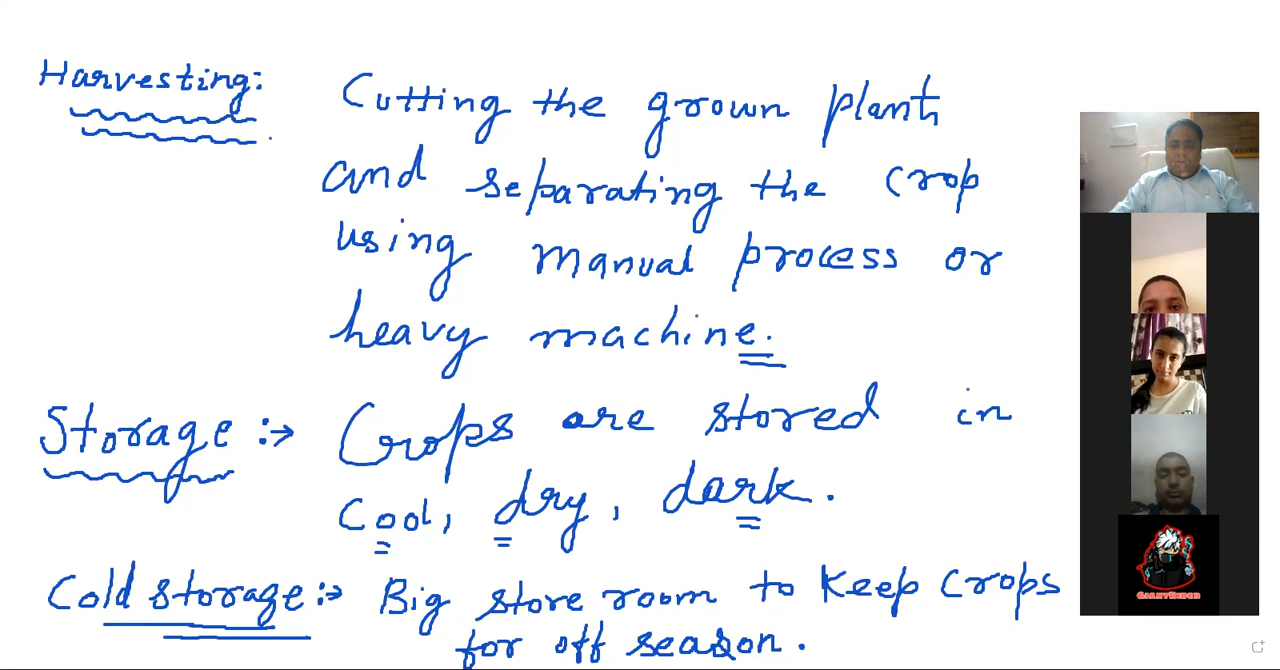 Harvesting: Cutting the grown plant
and separating the crop
using manual process or
heavy machine.
Storage :→ Crops are stored in
Cool, dry, dark.
Cold storage :→ Big store room to keep crops
for off season.
GalaxyRider